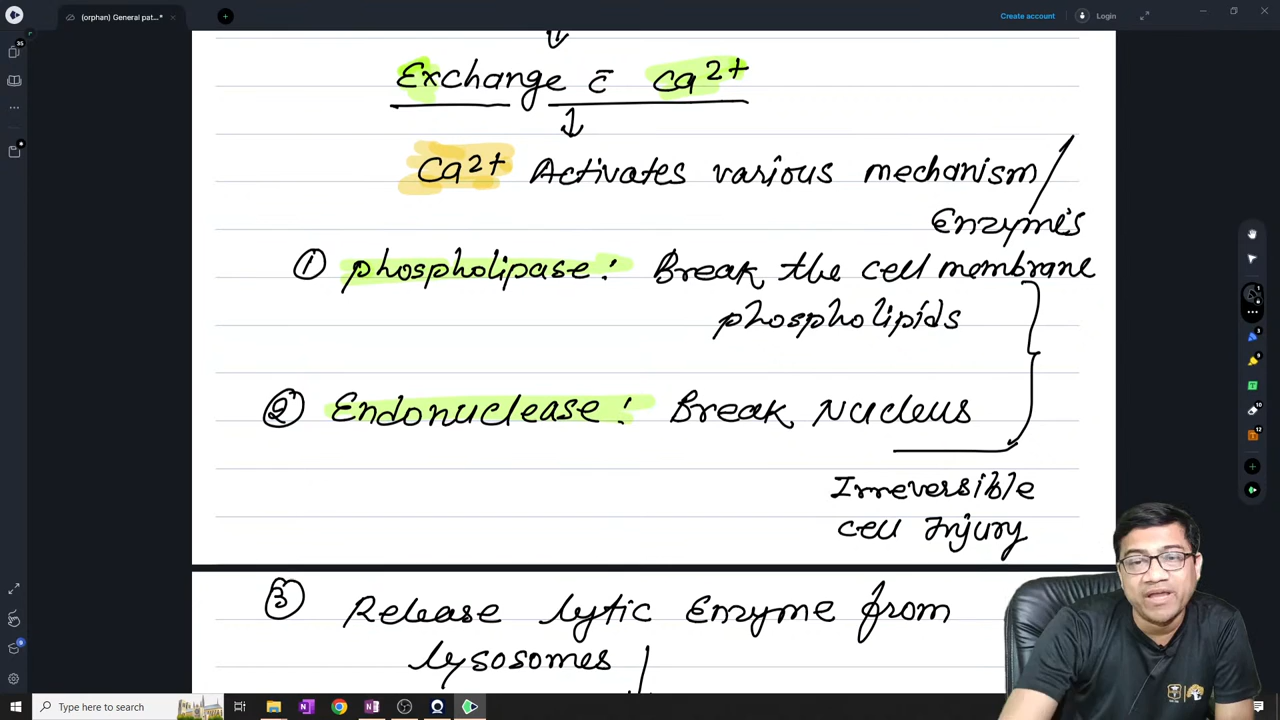 (orphan) General pat...*
Create account
Login
35
Exchange c̄ Ca2+
↓
Ca2+ Activates various mechanism
Enzymes
① phospholipase: Break the cell membrane
phospholipids
② Endonuclease: Break Nucleus
Irreversible
cell Injury
③ Release lytic Enzyme from
lysosomes
Type here to search